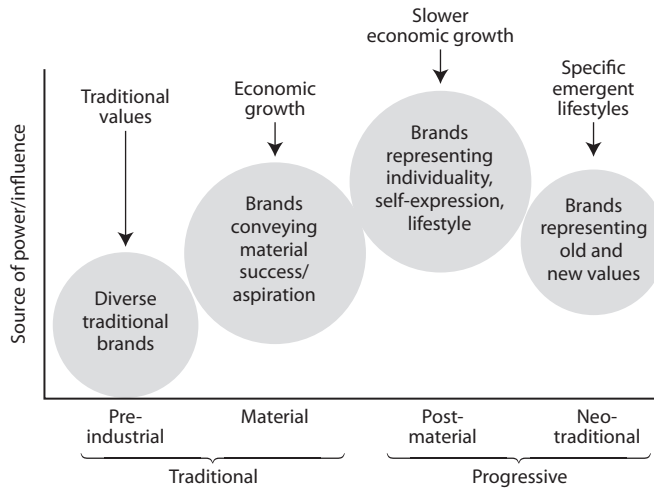 Slower
economic growth
Specific
emergent
lifestyles
Traditional
values
Economic
growth
Source of power/influence
Brands
representing
individuality,
self-expression,
lifestyle
Brands
conveying
material
success/
aspiration
Brands
representing
old and
new values
Diverse
traditional
brands
Pre-
industrial
Material
Post-
material
Neo-
traditional
Traditional
Progressive